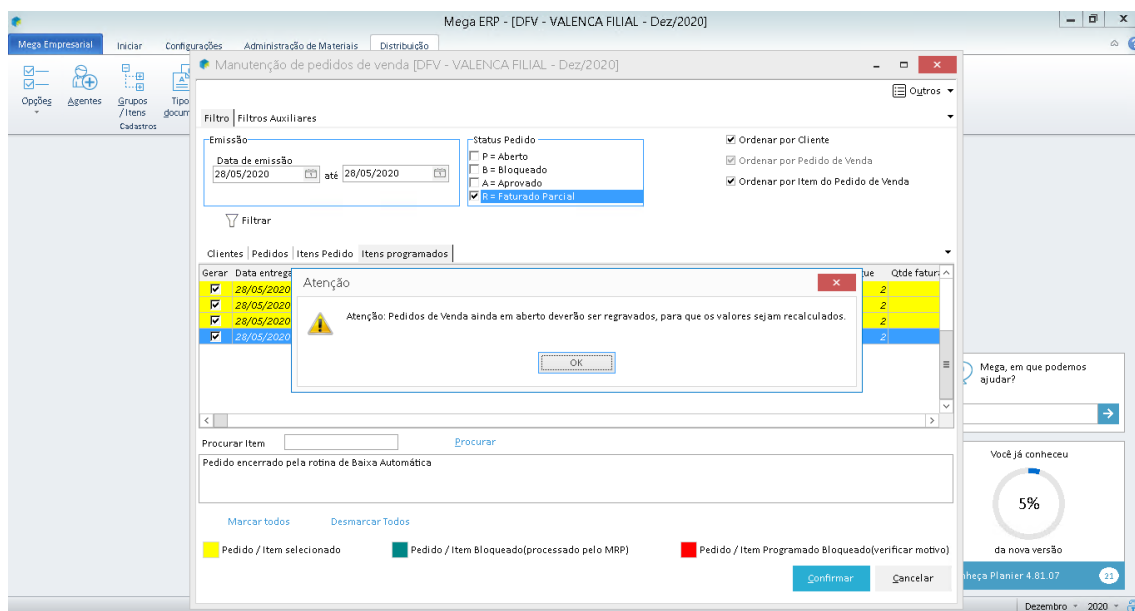 Mega ERP - [DFV - VALENCA FILIAL - Dez/2020]
Mega Empresarial Iniciar Configurações Administração de Materiais Distribuição
Opções Agentes Grupos / Itens
Cadastros
Manutenção de pedidos de venda [DFV - VALENCA FILIAL - Dez/2020]
Outros
Filtro Filtros Auxiliares
Emissão
Data de emissão
28/05/2020 até 28/05/2020
Status Pedido
P = Aberto
B = Bloqueado
A = Aprovado
R = Faturado Parcial
Ordenar por Cliente
Ordenar por Pedido de Venda
Ordenar por Item do Pedido de Venda
Filtrar
Clientes Pedidos Itens Pedido Itens programados
Gerar Data entrega Qtde
28/05/2020 2
28/05/2020 2
28/05/2020 2
28/05/2020 2
Atenção
Atenção: Pedidos de Venda ainda em aberto deverão ser regravados, para que os valores sejam recalculados.
OK
Procurar Item Procurar
Pedido encerrado pela rotina de Baixa Automática
Marcar todos Desmarcar Todos
Pedido / Item selecionado Pedido / Item Bloqueado(processado pelo MRP) Pedido / Item Programado Bloqueado(verificar motivo)
Confirmar Cancelar
Mega, em que podemos
ajudar?
Você já conheceu
5%
da nova versão
Planier 4.81.07 21
Dezembro 2020